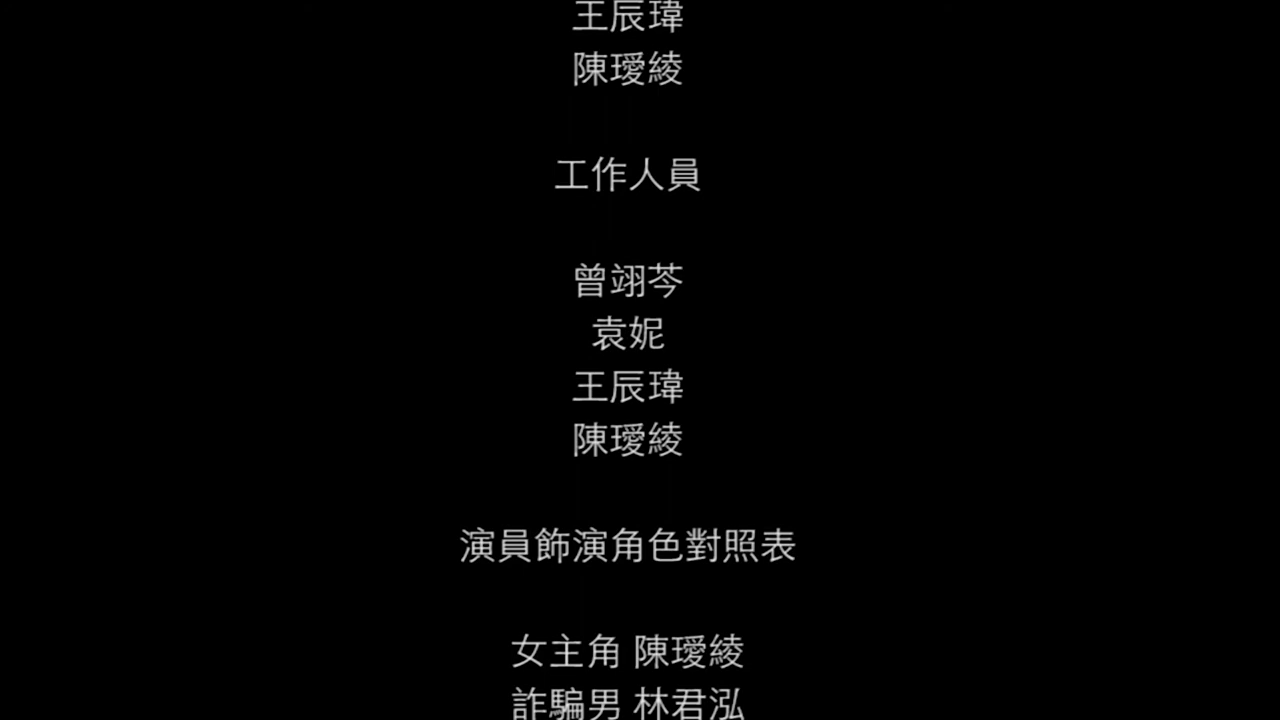 王辰瑋
陳璦綾
工作人員
曾翊芩
袁妮
王辰瑋
陳璦綾
演員飾演角色對照表
女主角 陳璦綾
詐騙男 林君泓